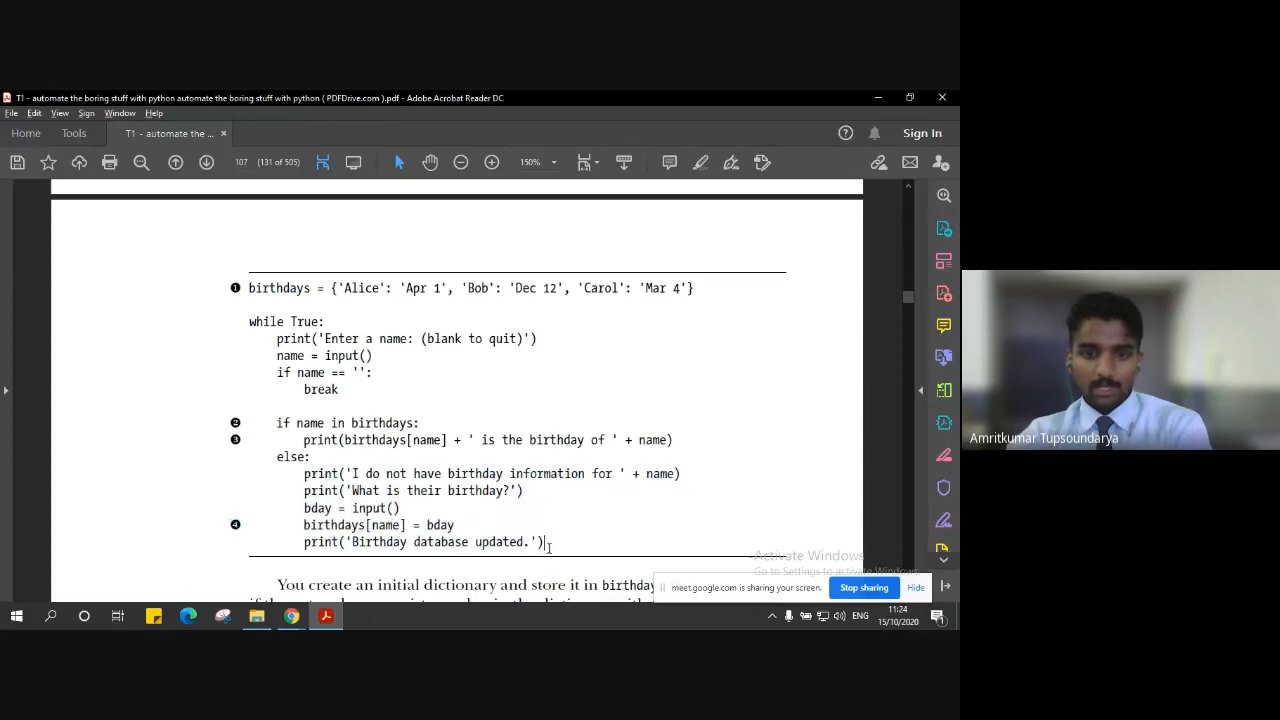 T1 - automate the boring stuff with python automate the boring stuff with python ( PDFDrive.com ).pdf - Adobe Acrobat Reader DC
File Edit View Sign Window Help
Home Tools T1 - automate the ... × Sign In
107 (131 of 505) 150%
❶ birthdays = {'Alice': 'Apr 1', 'Bob': 'Dec 12', 'Carol': 'Mar 4'}
while True:
print('Enter a name: (blank to quit)')
name = input()
if name == '':
break
❷ if name in birthdays:
❸ print(birthdays[name] + ' is the birthday of ' + name)
else:
print('I do not have birthday information for ' + name)
print('What is their birthday?')
bday = input()
❹ birthdays[name] = bday
print('Birthday database updated.')
You create an initial dictionary and store it in birthday
Activate Windows
Go to Settings to activate Windows.
meet.google.com is sharing your screen. Stop sharing Hide
ENG
11:24
15/10/2020
1
Amritkumar Tupsoundarya